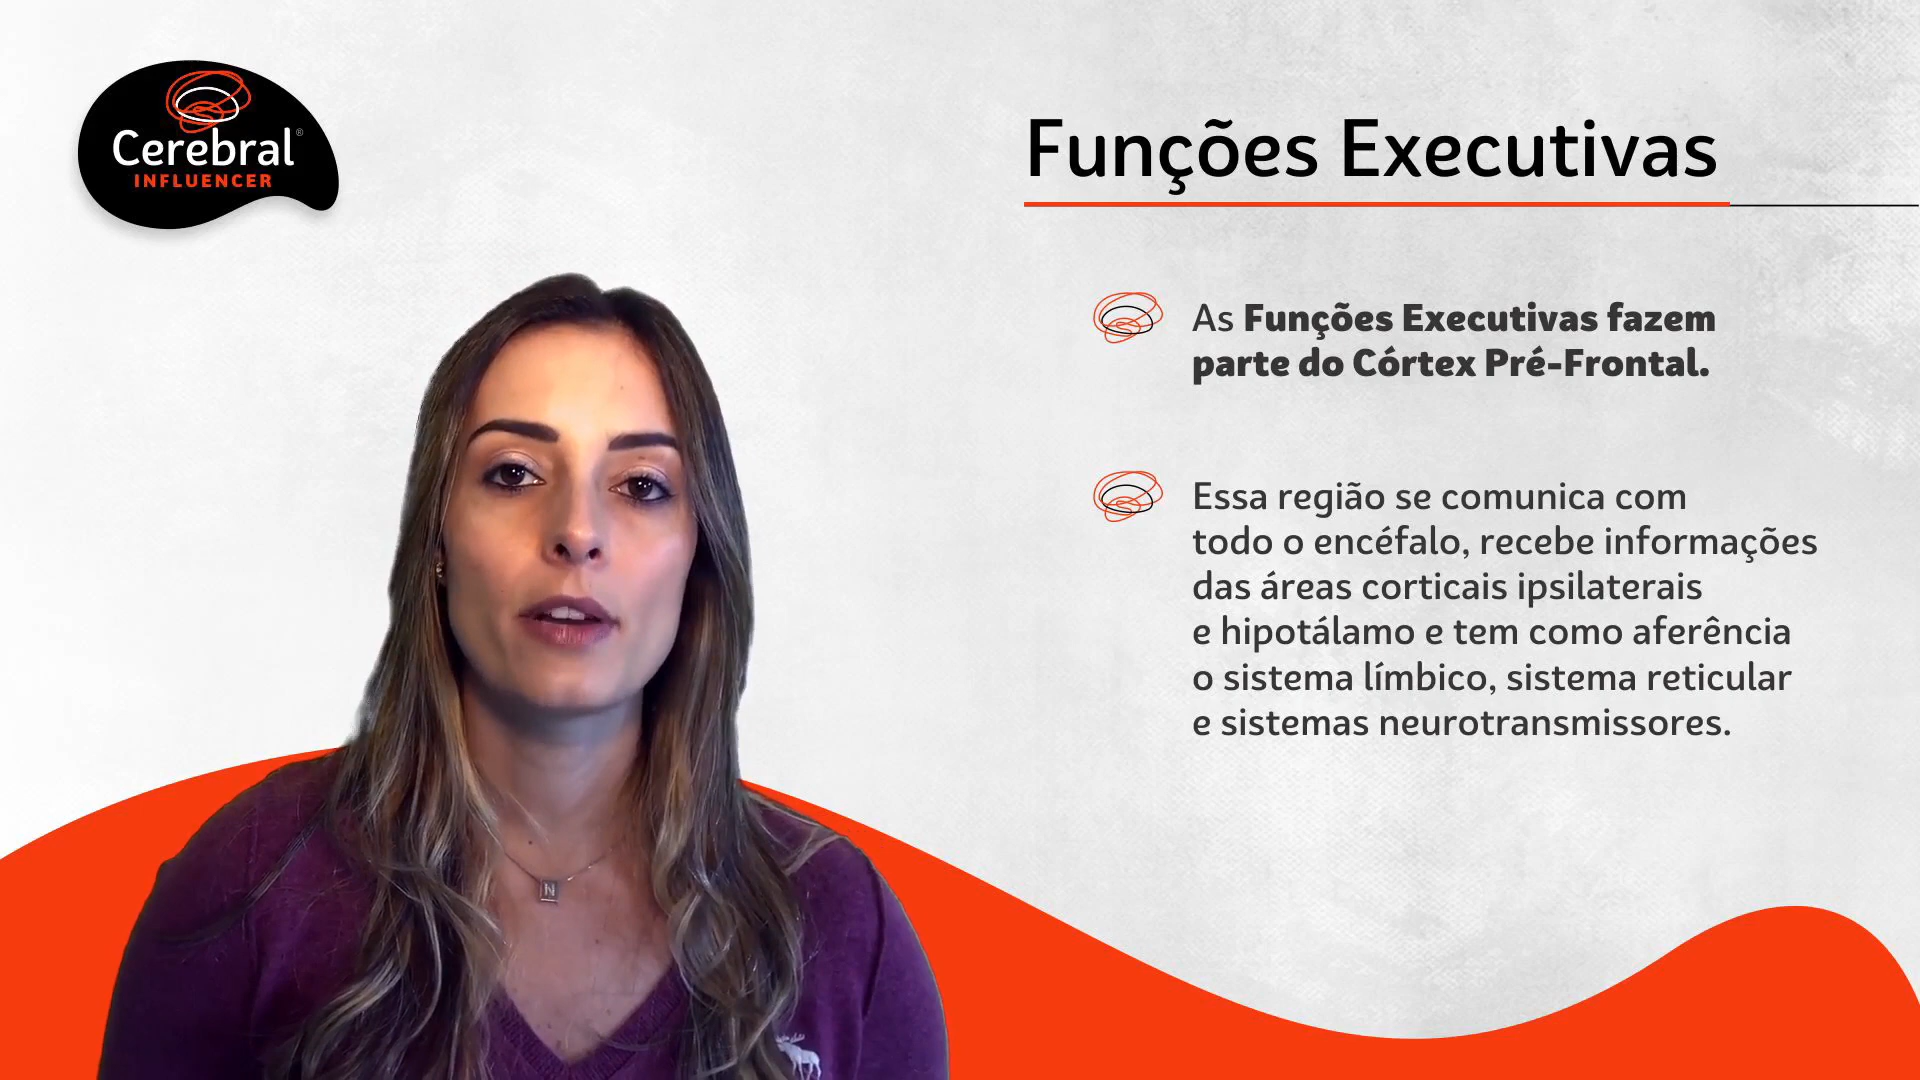 Cerebral®
INFLUENCER
Funções Executivas
As Funções Executivas fazem
parte do Córtex Pré-Frontal.
Essa região se comunica com
todo o encéfalo, recebe informações
das áreas corticais ipsilaterais
e hipotálamo e tem como aferência
o sistema límbico, sistema reticular
e sistemas neurotransmissores.
N